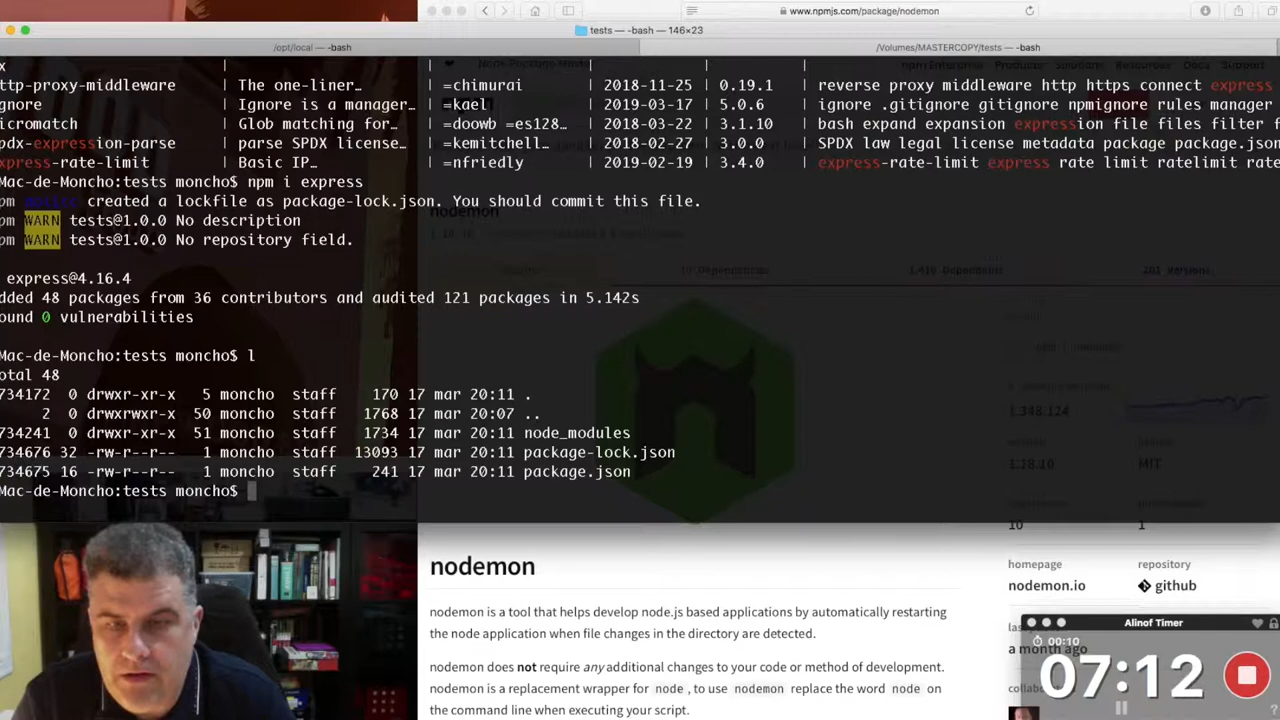 www.npmjs.com/package/nodemon
tests — -bash — 146×23
/opt/local — -bash
/Volumes/MASTERCOPY/tests — -bash
x | | | | |
ttp-proxy-middleware | The one-liner… | =chimurai | 2018-11-25 | 0.19.1 | reverse proxy middleware http https connect express
gnore | Ignore is a manager… | =kael | 2019-03-17 | 5.0.6 | ignore .gitignore gitignore npmignore rules manager
icromatch | Glob matching for… | =doowb =es128… | 2018-03-22 | 3.1.10 | bash expand expansion expression file files filter f
pdx-expression-parse | parse SPDX license… | =kemitchell… | 2018-02-27 | 3.0.0 | SPDX law legal license metadata package package.json
xpress-rate-limit | Basic IP… | =nfriedly | 2019-02-19 | 3.4.0 | express-rate-limit express rate limit ratelimit rate
Mac-de-Moncho:tests moncho$ npm i express
pm notice created a lockfile as package-lock.json. You should commit this file.
pm WARN tests@1.0.0 No description
pm WARN tests@1.0.0 No repository field.
express@4.16.4
dded 48 packages from 36 contributors and audited 121 packages in 5.142s
ound 0 vulnerabilities
Mac-de-Moncho:tests moncho$ l
otal 48
734172 0 drwxr-xr-x 5 moncho staff 170 17 mar 20:11 .
2 0 drwxrwxr-x 50 moncho staff 1768 17 mar 20:07 ..
734241 0 drwxr-xr-x 51 moncho staff 1734 17 mar 20:11 node_modules
734676 32 -rw-r--r-- 1 moncho staff 13093 17 mar 20:11 package-lock.json
734675 16 -rw-r--r-- 1 moncho staff 241 17 mar 20:11 package.json
Mac-de-Moncho:tests moncho$
nodemon
1.348.124
1.18.10 MIT
10 1
nodemon
nodemon is a tool that helps develop node.js based applications by automatically restarting
the node application when file changes in the directory are detected.
nodemon does not require any additional changes to your code or method of development.
nodemon is a replacement wrapper for node, to use nodemon replace the word node on
the command line when executing your script.
homepage repository
nodemon.io github
a month ago
Alinof Timer
00:10
07:12